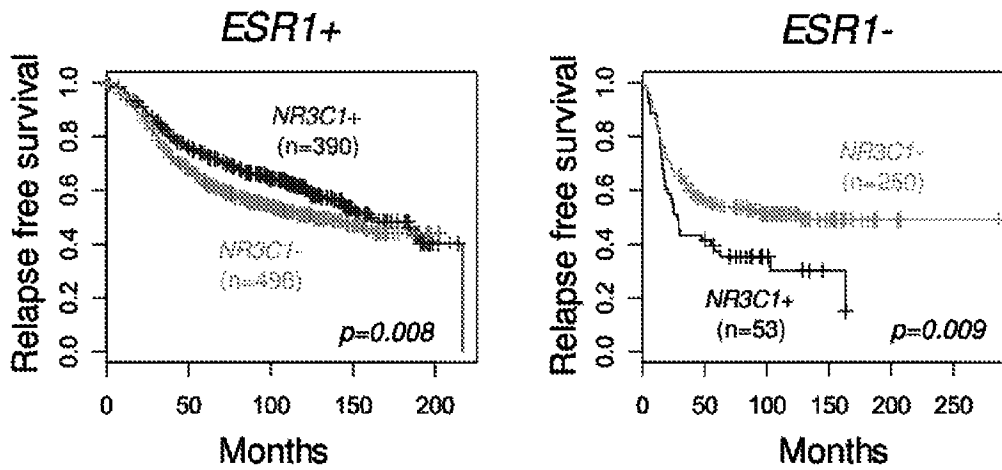 ESR1+
Relapse free survival
1.0
0.8
0.6
0.4
0.2
0.0
NR3C1+
(n=390)
NR3C1-
p=0.008
0 50 100 150 200
Months
ESR1-
Relapse free survival
1.0
0.8
0.6
0.4
0.2
0.0
NR3C1-
NR3C1+
(n=53)
p=0.009
0 50 100 150 200 250
Months